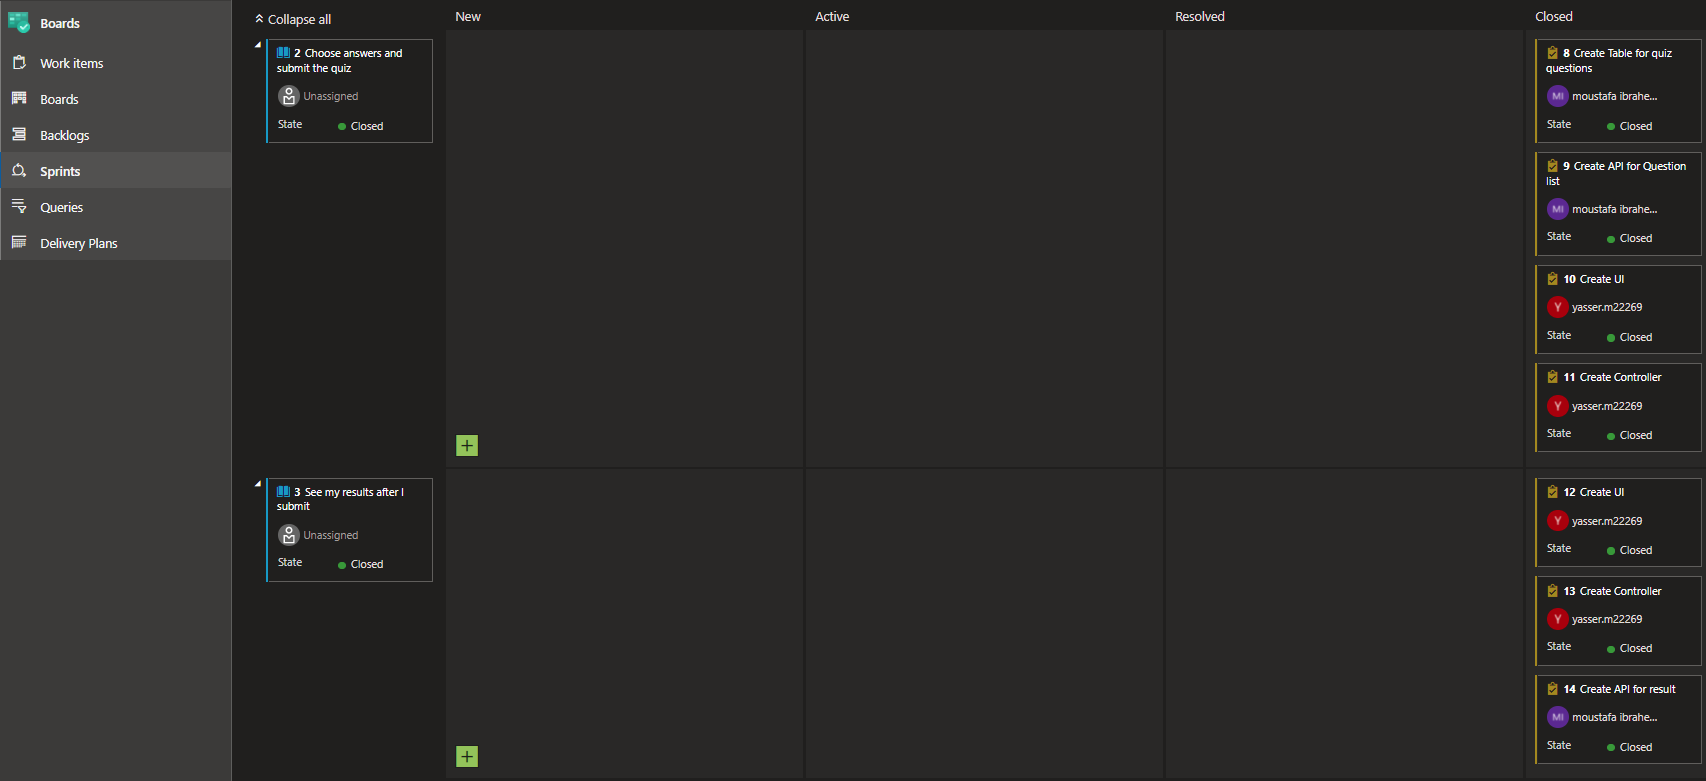 Boards
Work items
Boards
Backlogs
Sprints
Queries
Delivery Plans
Collapse all
New
Active
Resolved
Closed
2 Choose answers and
submit the quiz
Unassigned
State Closed
8 Create Table for quiz
questions
MI moustafa ibrahe...
State Closed
9 Create API for Question
list
MI moustafa ibrahe...
State Closed
10 Create UI
Y yasser.m22269
State Closed
11 Create Controller
Y yasser.m22269
State Closed
3 See my results after I
submit
Unassigned
State Closed
12 Create UI
Y yasser.m22269
State Closed
13 Create Controller
Y yasser.m22269
State Closed
14 Create API for result
MI moustafa ibrahe...
State Closed